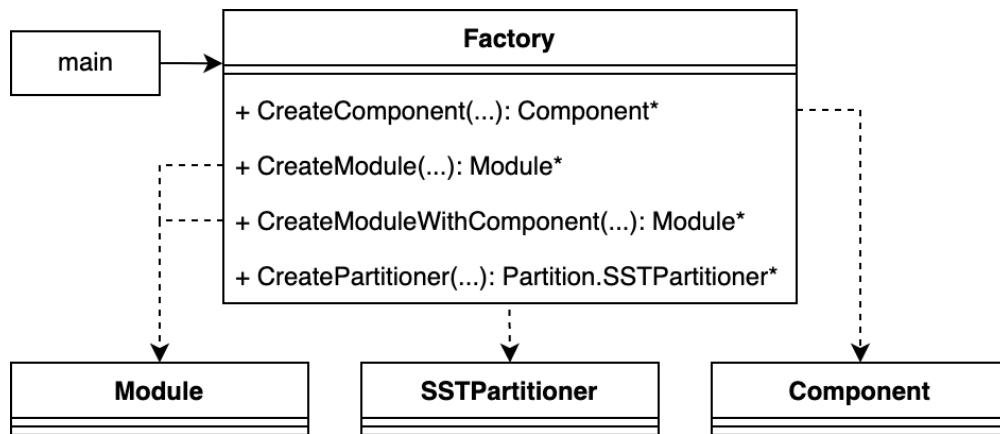 main
Factory
+ CreateComponent(...): Component*
+ CreateModule(...): Module*
+ CreateModuleWithComponent(...): Module*
+ CreatePartitioner(...): Partition.SSTPartitioner*
Module
SSTPartitioner
Component